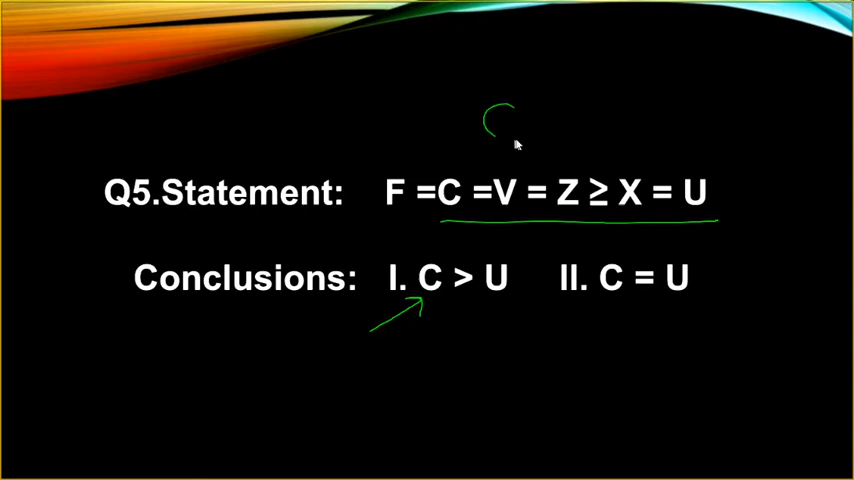 Q5.Statement: F =C =V = Z ≥ X = U
Conclusions: I. C > U II. C = U